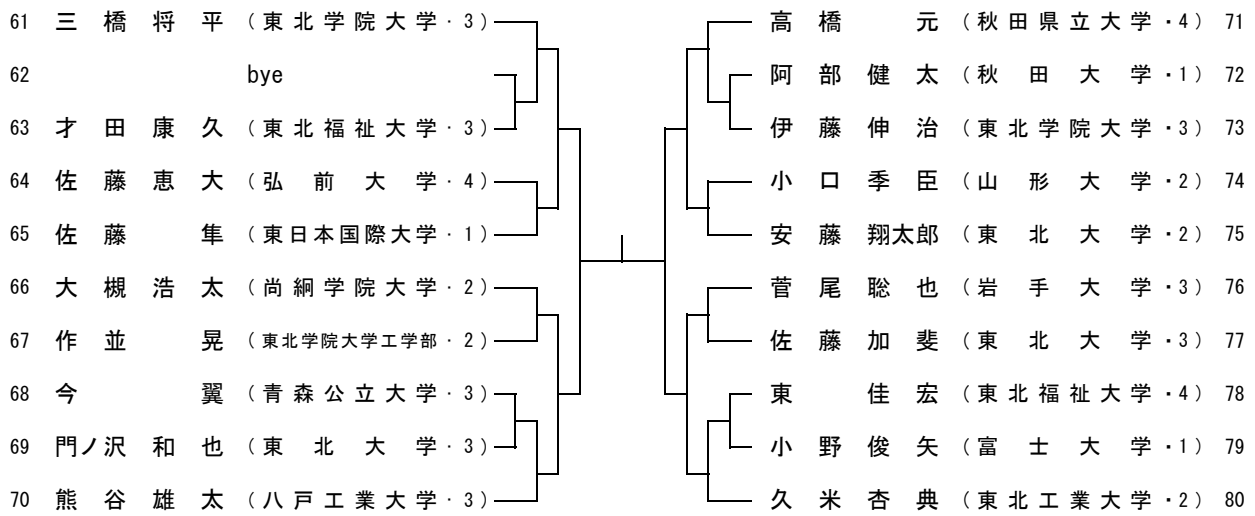 61 三橋将平 (東北学院大学・3)
62 bye
63 才田康久 (東北福祉大学・3)
64 佐藤恵大 (弘前大学・4)
65 佐藤隼 (東日本国際大学・1)
66 大槻浩太 (尚絅学院大学・2)
67 作並晃 (東北学院大学工学部・2)
68 今翼 (青森公立大学・3)
69 門ノ沢和也 (東北大学・3)
70 熊谷雄太 (八戸工業大学・3)
高橋元 (秋田県立大学・4) 71
阿部健太 (秋田大学・1) 72
伊藤伸治 (東北学院大学・3) 73
小口季臣 (山形大学・2) 74
安藤翔太郎 (東北大学・2) 75
菅尾聡也 (岩手大学・3) 76
佐藤加斐 (東北大学・3) 77
東佳宏 (東北福祉大学・4) 78
小野俊矢 (富士大学・1) 79
久米杏典 (東北工業大学・2) 80